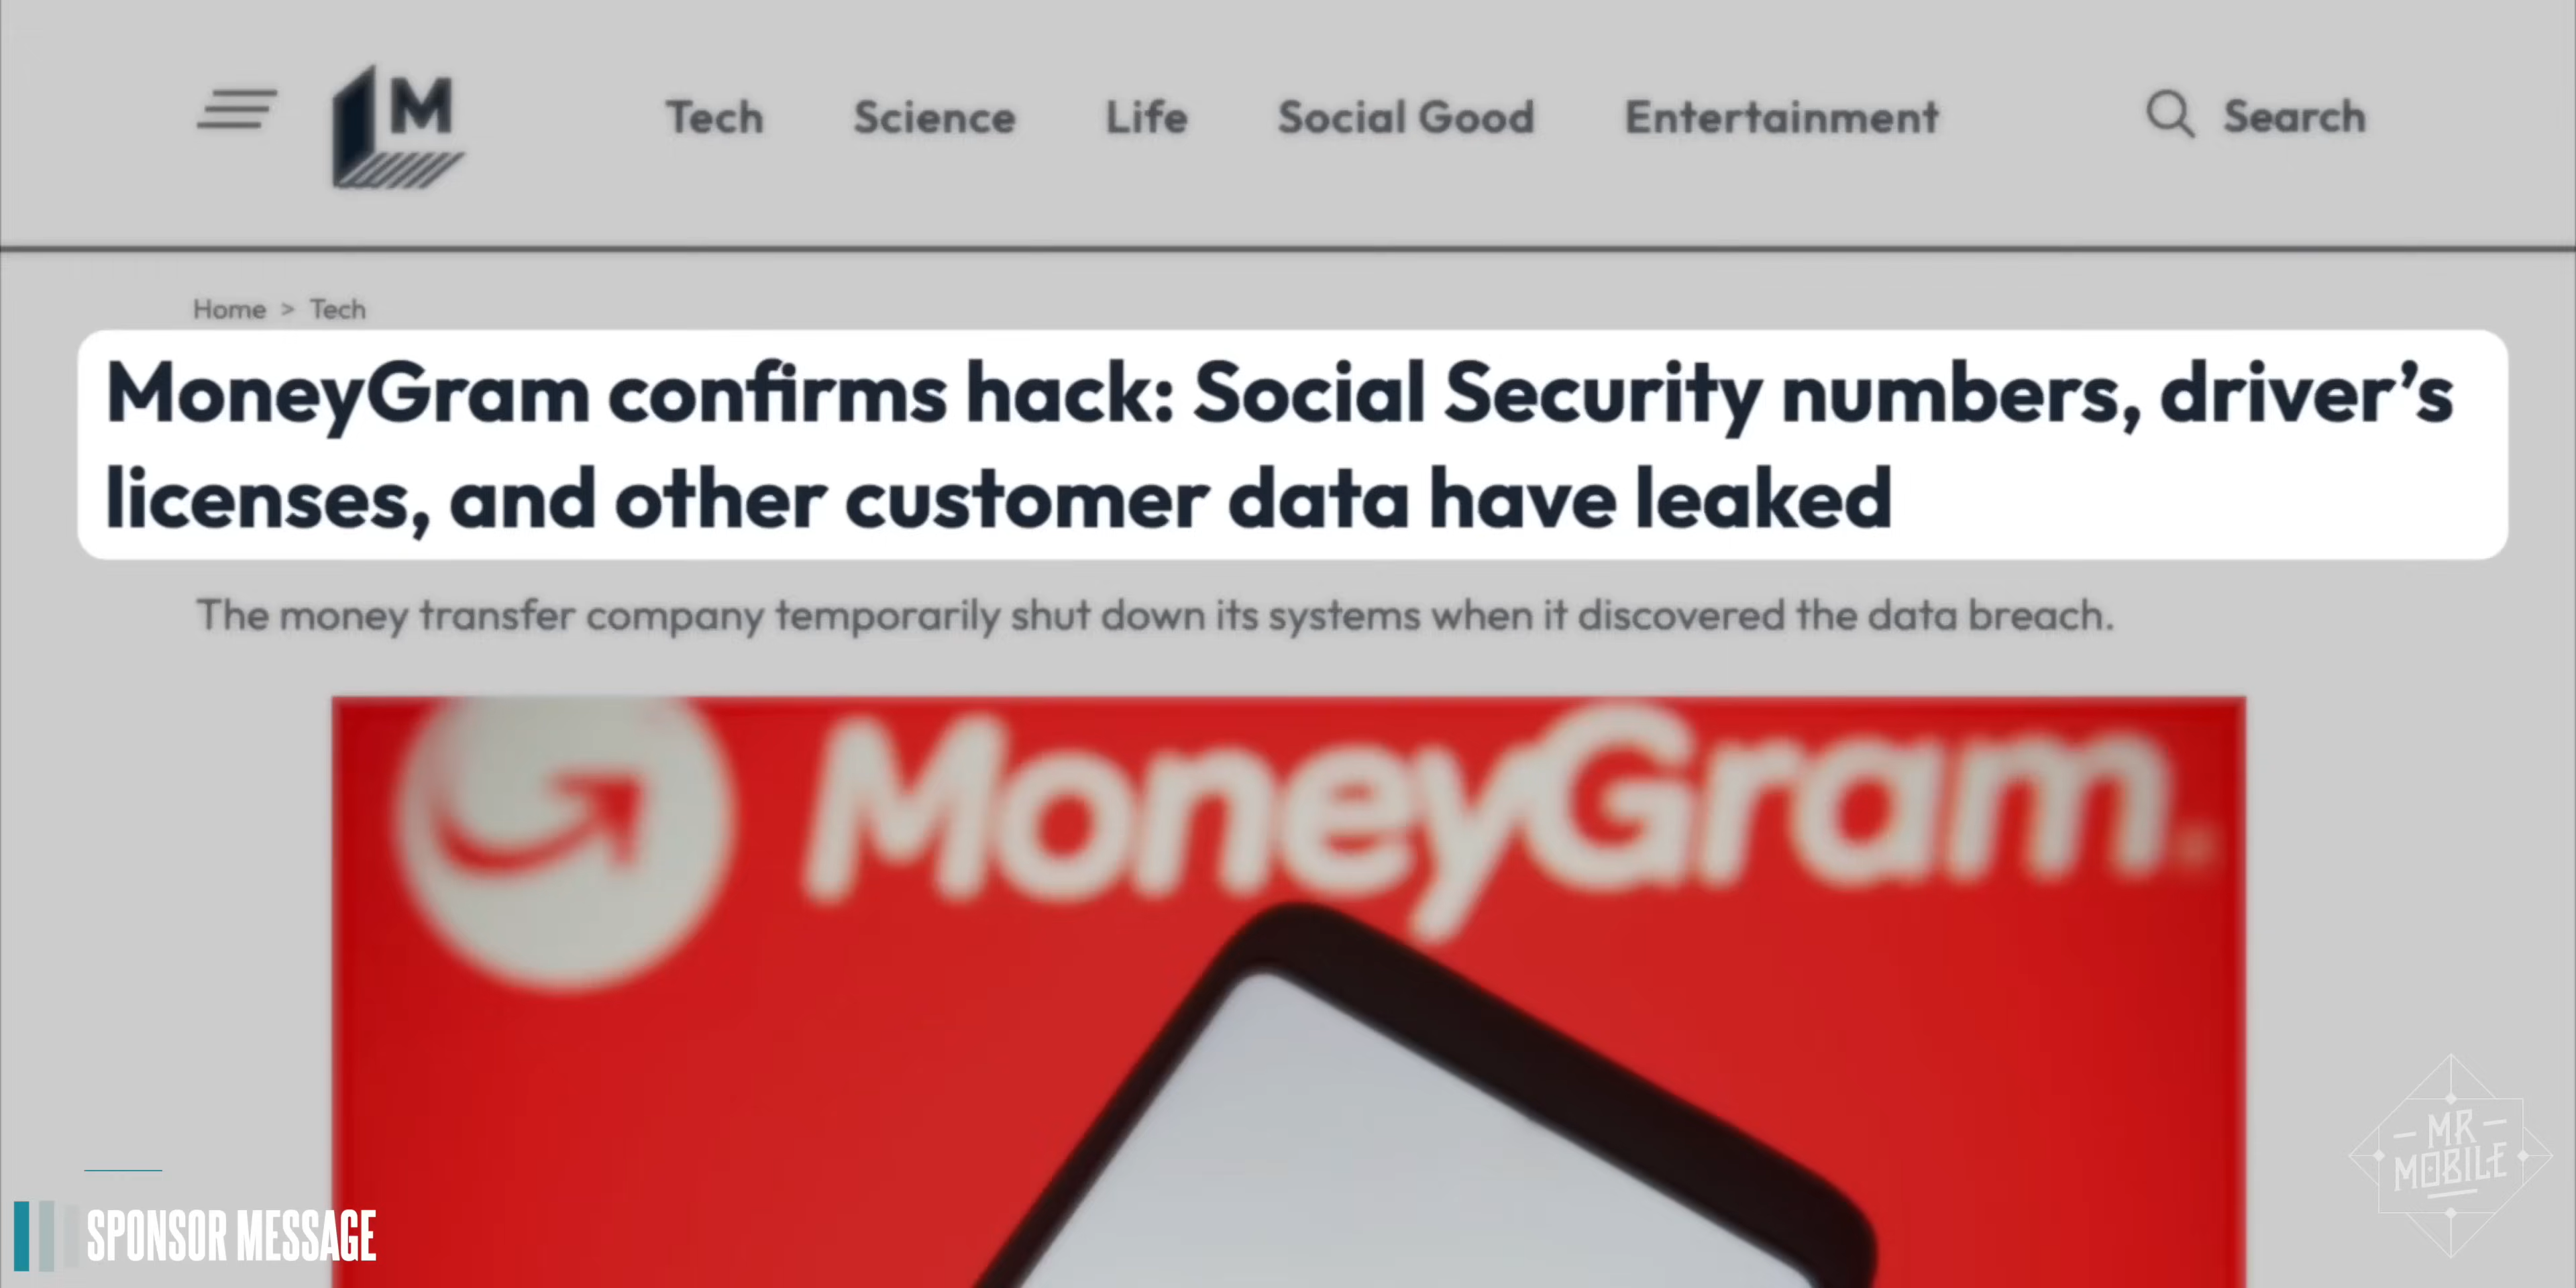 M
Tech Science Life Social Good Entertainment Search
Home > Tech
MoneyGram confirms hack: Social Security numbers, driver’s
licenses, and other customer data have leaked
The money transfer company temporarily shut down its systems when it discovered the data breach.
MoneyGram
SPONSOR MESSAGE
MR
MOBILE